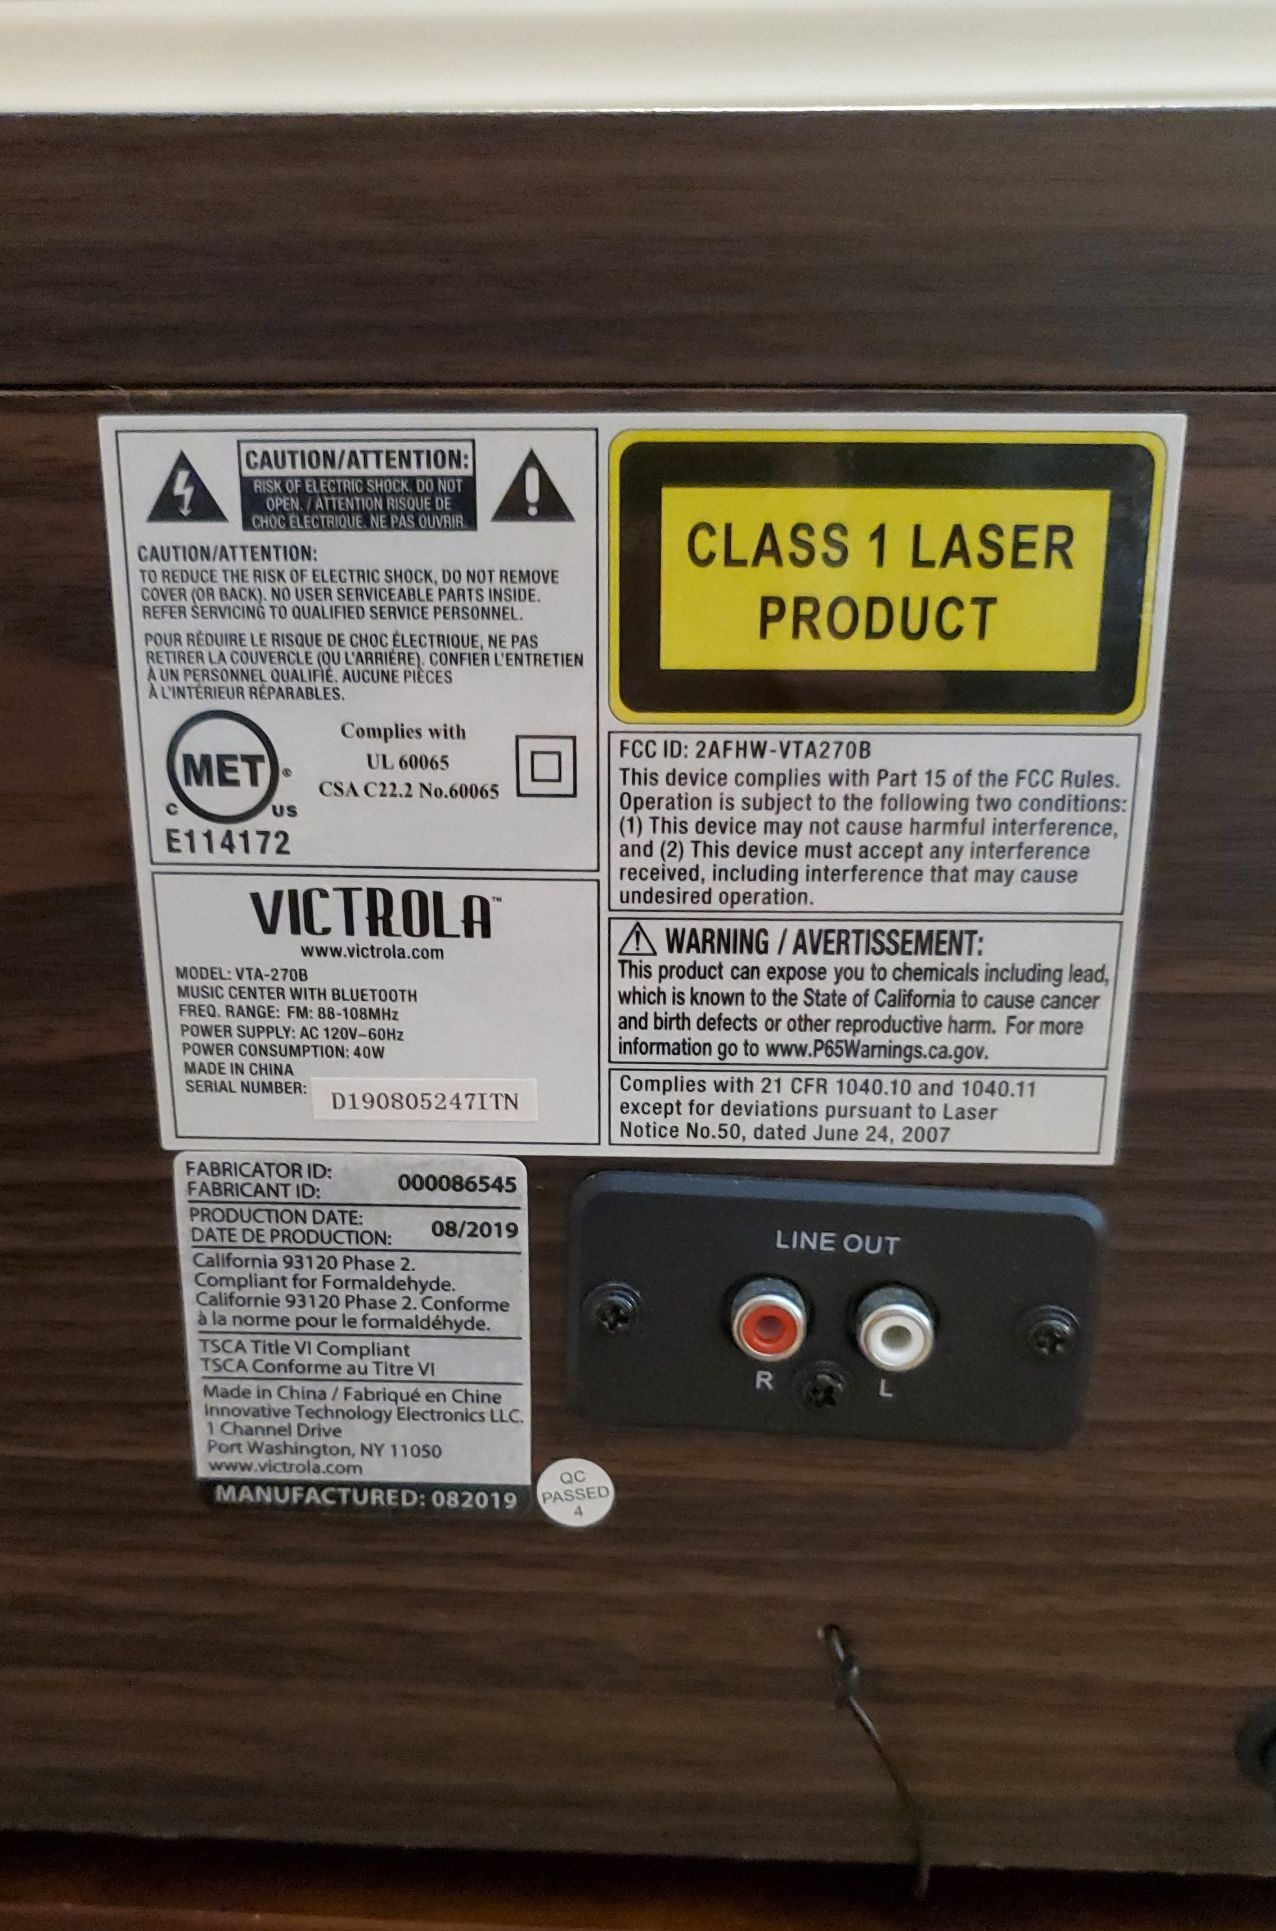 CAUTION/ATTENTION:
RISK OF ELECTRIC SHOCK. DO NOT
OPEN. / ATTENTION RISQUE DE
CHOC ÉLECTRIQUE. NE PAS OUVRIR.
CAUTION/ATTENTION:
TO REDUCE THE RISK OF ELECTRIC SHOCK, DO NOT REMOVE
COVER (OR BACK). NO USER SERVICEABLE PARTS INSIDE.
REFER SERVICING TO QUALIFIED SERVICE PERSONNEL.
POUR RÉDUIRE LE RISQUE DE CHOC ÉLECTRIQUE, NE PAS
RETIRER LA COUVERCLE (QU L'ARRIÈRE). CONFIER L'ENTRETIEN
À UN PERSONNEL QUALIFIÉ. AUCUNE PIÈCES
À L'INTÉRIEUR RÉPARABLES.
MET®
C US
E114172
Complies with
UL 60065
CSA C22.2 No.60065
VICTROLA™
www.victrola.com
MODEL: VTA-270B
MUSIC CENTER WITH BLUETOOTH
FREQ. RANGE: FM: 88-108MHz
POWER SUPPLY: AC 120V~60Hz
POWER CONSUMPTION: 40W
MADE IN CHINA
SERIAL NUMBER: D190805247ITN
CLASS 1 LASER
PRODUCT
FCC ID: 2AFHW-VTA270B
This device complies with Part 15 of the FCC Rules.
Operation is subject to the following two conditions:
(1) This device may not cause harmful interference,
and (2) This device must accept any interference
received, including interference that may cause
undesired operation.
WARNING / AVERTISSEMENT:
This product can expose you to chemicals including lead,
which is known to the State of California to cause cancer
and birth defects or other reproductive harm. For more
information go to www.P65Warnings.ca.gov.
Complies with 21 CFR 1040.10 and 1040.11
except for deviations pursuant to Laser
Notice No.50, dated June 24, 2007
FABRICATOR ID:
FABRICANT ID: 000086545
PRODUCTION DATE:
DATE DE PRODUCTION: 08/2019
California 93120 Phase 2.
Compliant for Formaldehyde.
Californie 93120 Phase 2. Conforme
à la norme pour le formaldéhyde.
TSCA Title VI Compliant
TSCA Conforme au Titre VI
Made in China / Fabriqué en Chine
Innovative Technology Electronics LLC.
1 Channel Drive
Port Washington, NY 11050
www.victrola.com
MANUFACTURED: 082019
QC
PASSED
4
LINE OUT
R L